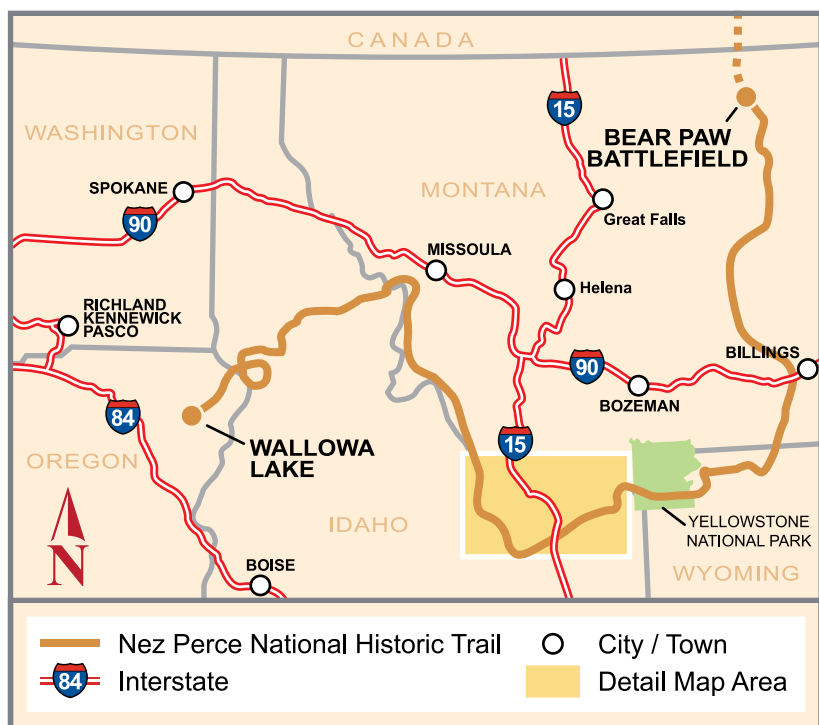 CANADA
15
BEAR PAW
BATTLEFIELD
WASHINGTON
MONTANA
SPOKANE
90
Great Falls
MISSOULA
Helena
RICHLAND
KENNEWICK
PASCO
90
BILLINGS
BOZEMAN
84
WALLOWA
LAKE
15
OREGON
IDAHO
YELLOWSTONE
NATIONAL PARK
N
BOISE
WYOMING
Nez Perce National Historic Trail
City / Town
84
Interstate
Detail Map Area